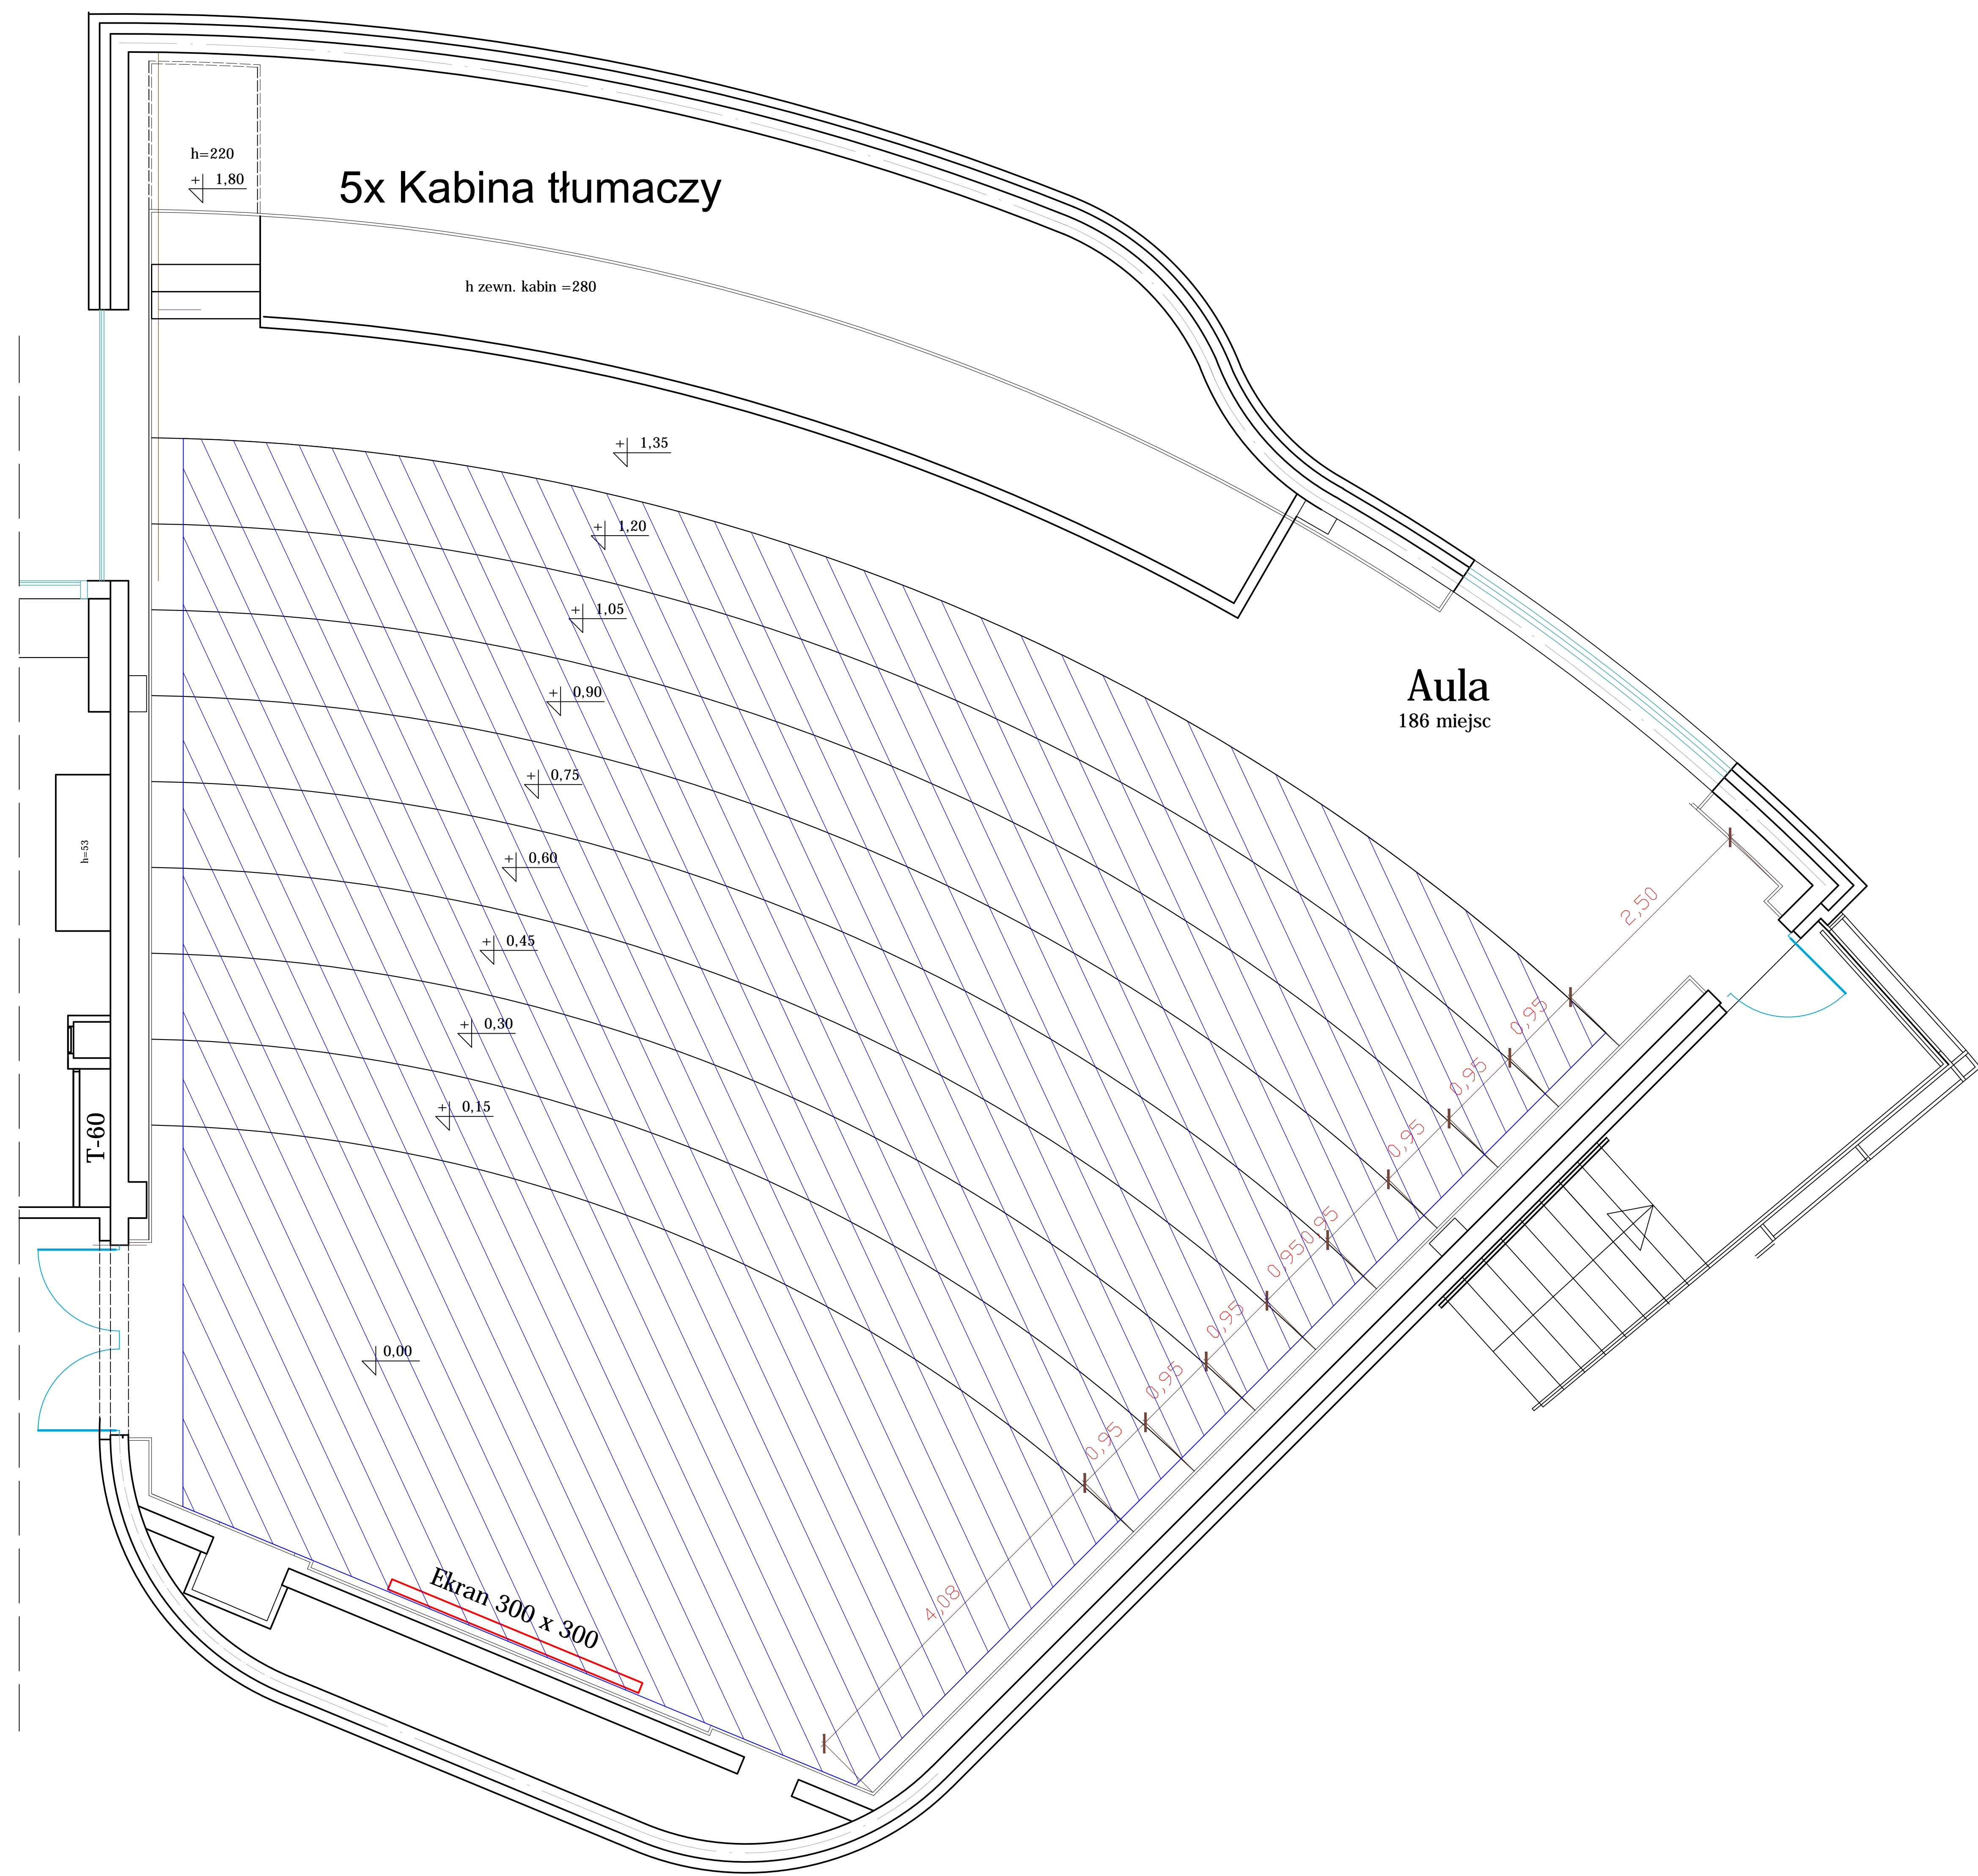 h=220
+ 1,80
5x Kabina tłumaczy
h zewn. kabin =280
+ 1,35
+ 1,20
+ 1,05
Aula
186 miejsc
+ 0,90
+ 0,75
+ 0,60
h=53
2,50
+ 0,45
0,95
+ 0,30
0,95
+ 0,15
T-60
0,95
0,95
0,95
0,00
0,95
0,95
0,95
Ekran 300 x 300
4,08